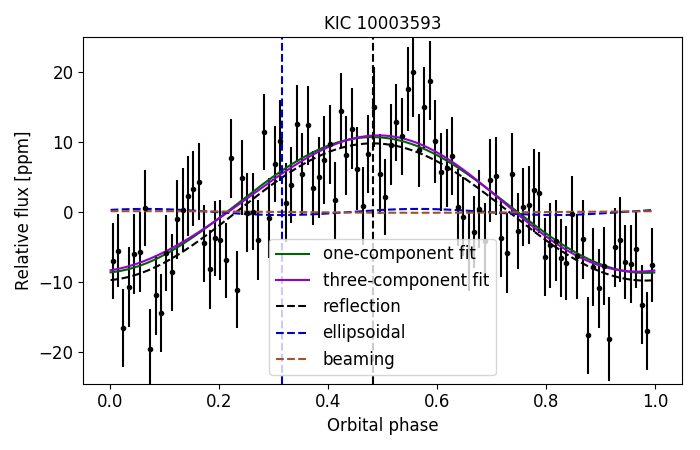 KIC 10003593
Relative flux [ppm]
20
10
0
−10
−20
one-component fit
three-component fit
reflection
ellipsoidal
beaming
0.0 0.2 0.4 0.6 0.8 1.0
Orbital phase